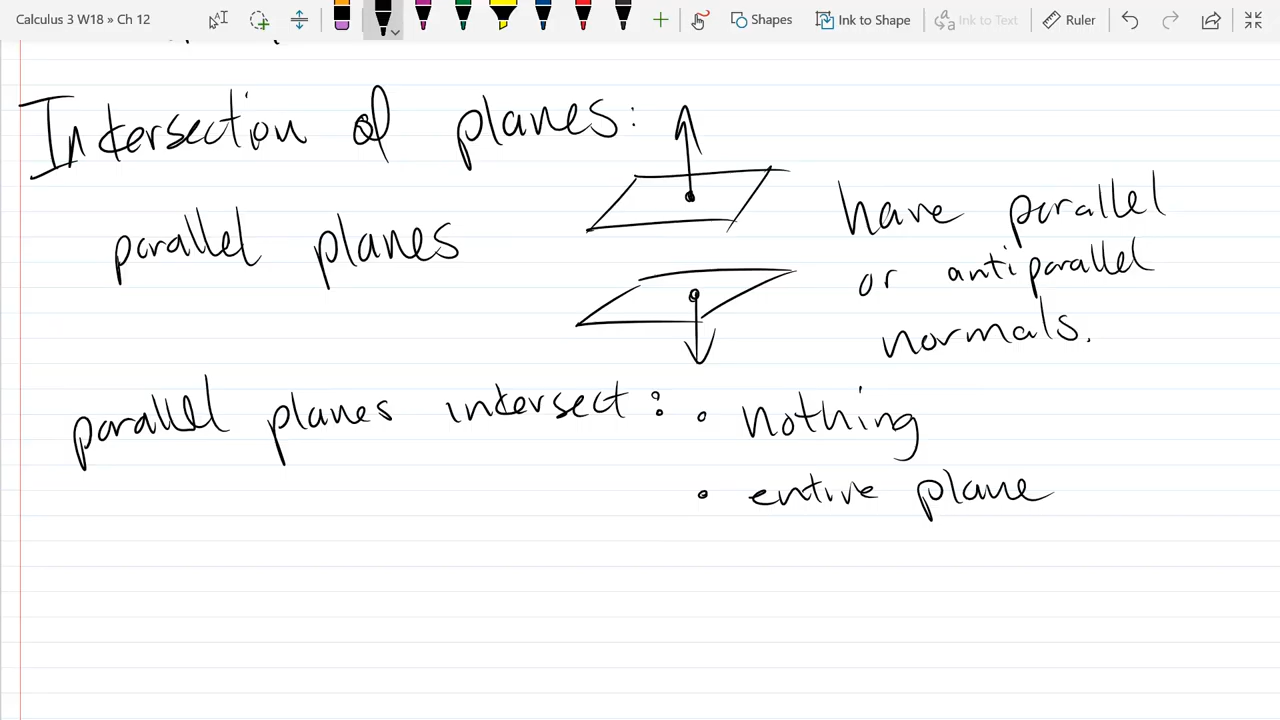 Calculus 3 W18 » Ch 12
Shapes
Ink to Shape
Ink to Text
Ruler
Intersection of planes:
parallel planes
have parallel
or antiparallel
normals.
parallel planes intersect:
• nothing
• entire plane